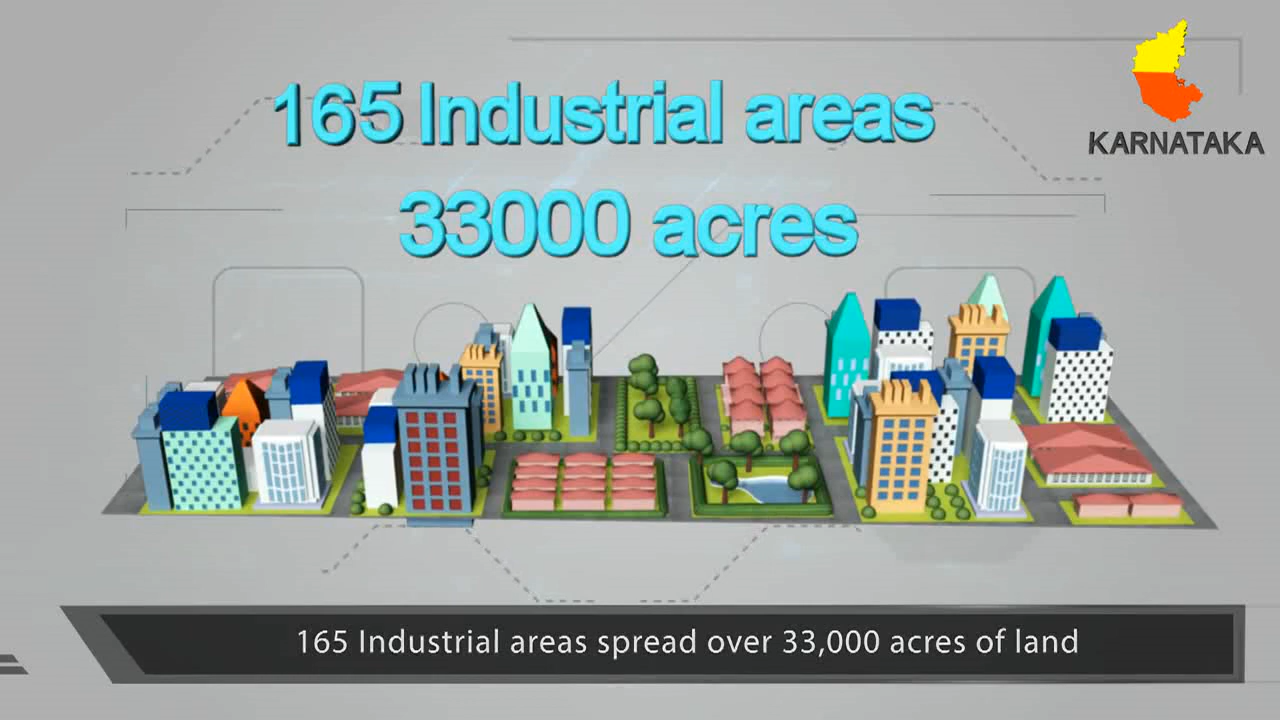 165 Industrial areas
33000 acres
KARNATAKA
165 Industrial areas spread over 33,000 acres of land